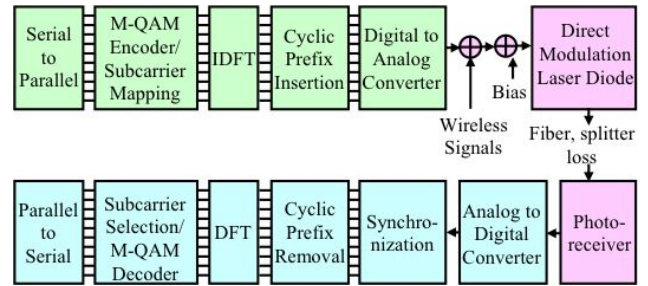 Serial
to
Parallel
M-QAM
Encoder/
Subcarrier
Mapping
IDFT
Cyclic
Prefix
Insertion
Digital to
Analog
Converter
Wireless
Signals
Bias
Direct
Modulation
Laser Diode
Fiber, splitter
loss
Parallel
to
Serial
Subcarrier
Selection/
M-QAM
Decoder
DFT
Cyclic
Prefix
Removal
Synchro-
nization
Analog to
Digital
Converter
Photo-
receiver